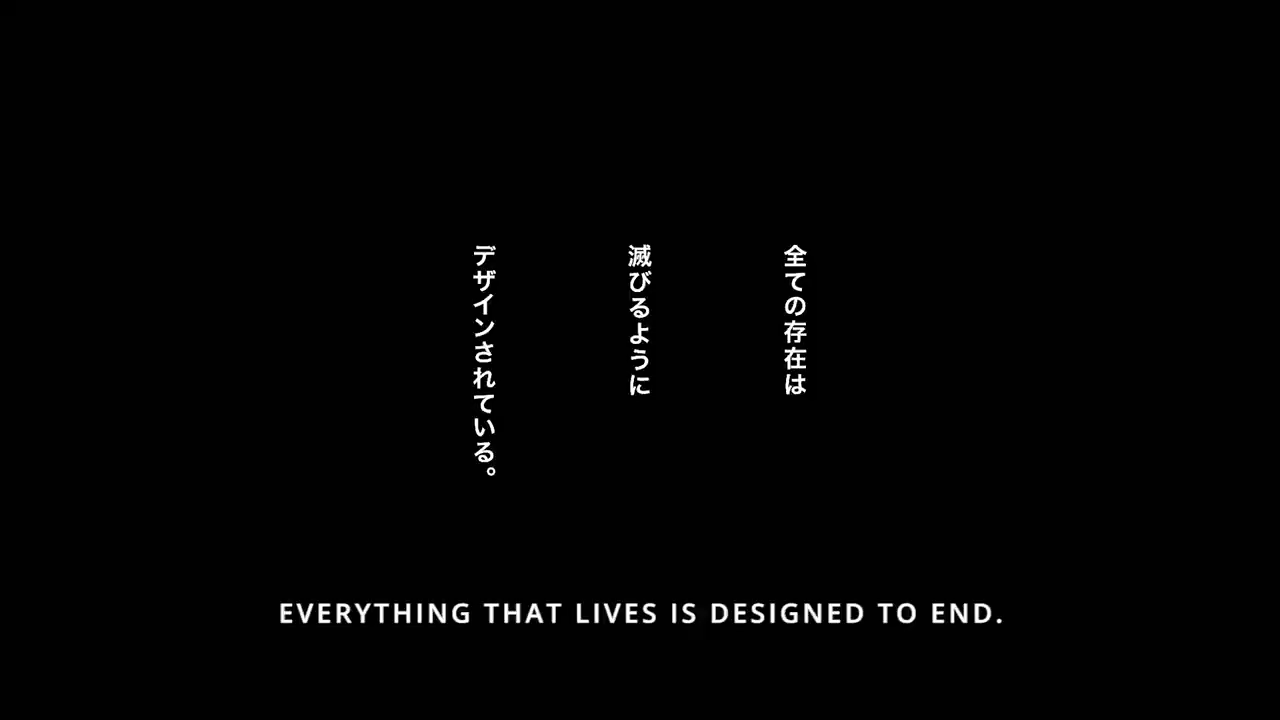 全ての存在は
滅びるように
デザインされている。
EVERYTHING THAT LIVES IS DESIGNED TO END.